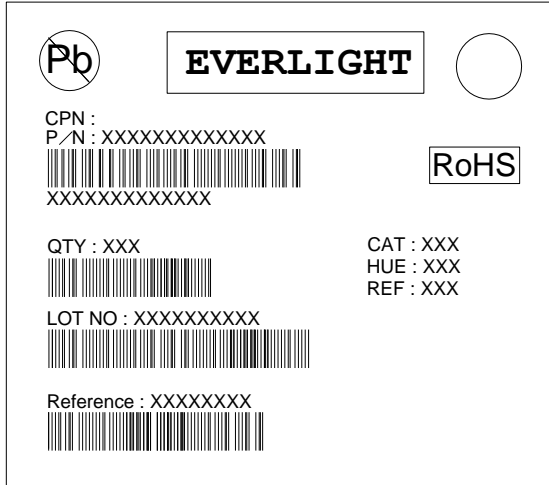 Pb
EVERLIGHT
CPN :
P/N : XXXXXXXXXXXXX
XXXXXXXXXXXXX
RoHS
QTY : XXX
CAT : XXX
HUE : XXX
REF : XXX
LOT NO : XXXXXXXXXX
Reference : XXXXXXXX